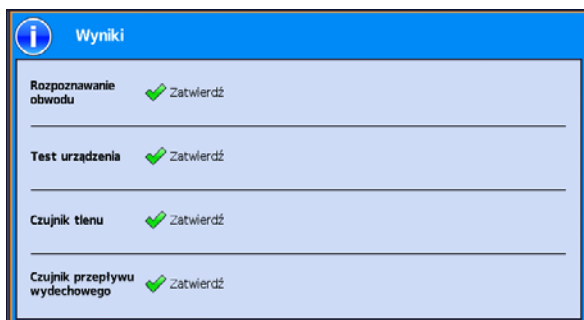 Wyniki
Rozpoznawanie
obwodu
Zatwierdź
Test urządzenia
Zatwierdź
Czujnik tlenu
Zatwierdź
Czujnik przepływu
wydechowego
Zatwierdź